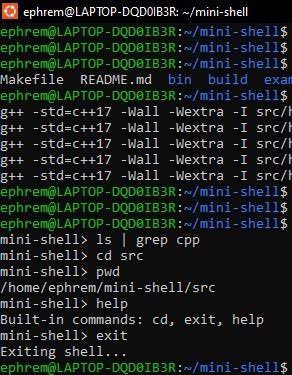 ephrem@LAPTOP-DQD0IB3R: ~/mini-shell
ephrem@LAPTOP-DQD0IB3R:~/mini-shell$
ephrem@LAPTOP-DQD0IB3R:~/mini-shell$
ephrem@LAPTOP-DQD0IB3R:~/mini-shell$
Makefile README.md bin build exam
ephrem@LAPTOP-DQD0IB3R:~/mini-shell$
g++ -std=c++17 -Wall -Wextra -I src/
g++ -std=c++17 -Wall -Wextra -I src/
g++ -std=c++17 -Wall -Wextra -I src/
g++ -std=c++17 -Wall -Wextra -I src/
g++ -std=c++17 -Wall -Wextra -I src/
ephrem@LAPTOP-DQD0IB3R:~/mini-shell$
ephrem@LAPTOP-DQD0IB3R:~/mini-shell$
mini-shell> ls | grep cpp
mini-shell> cd src
mini-shell> pwd
/home/ephrem/mini-shell/src
mini-shell> help
Built-in commands: cd, exit, help
mini-shell> exit
Exiting shell...
ephrem@LAPTOP-DQD0IB3R:~/mini-shell$